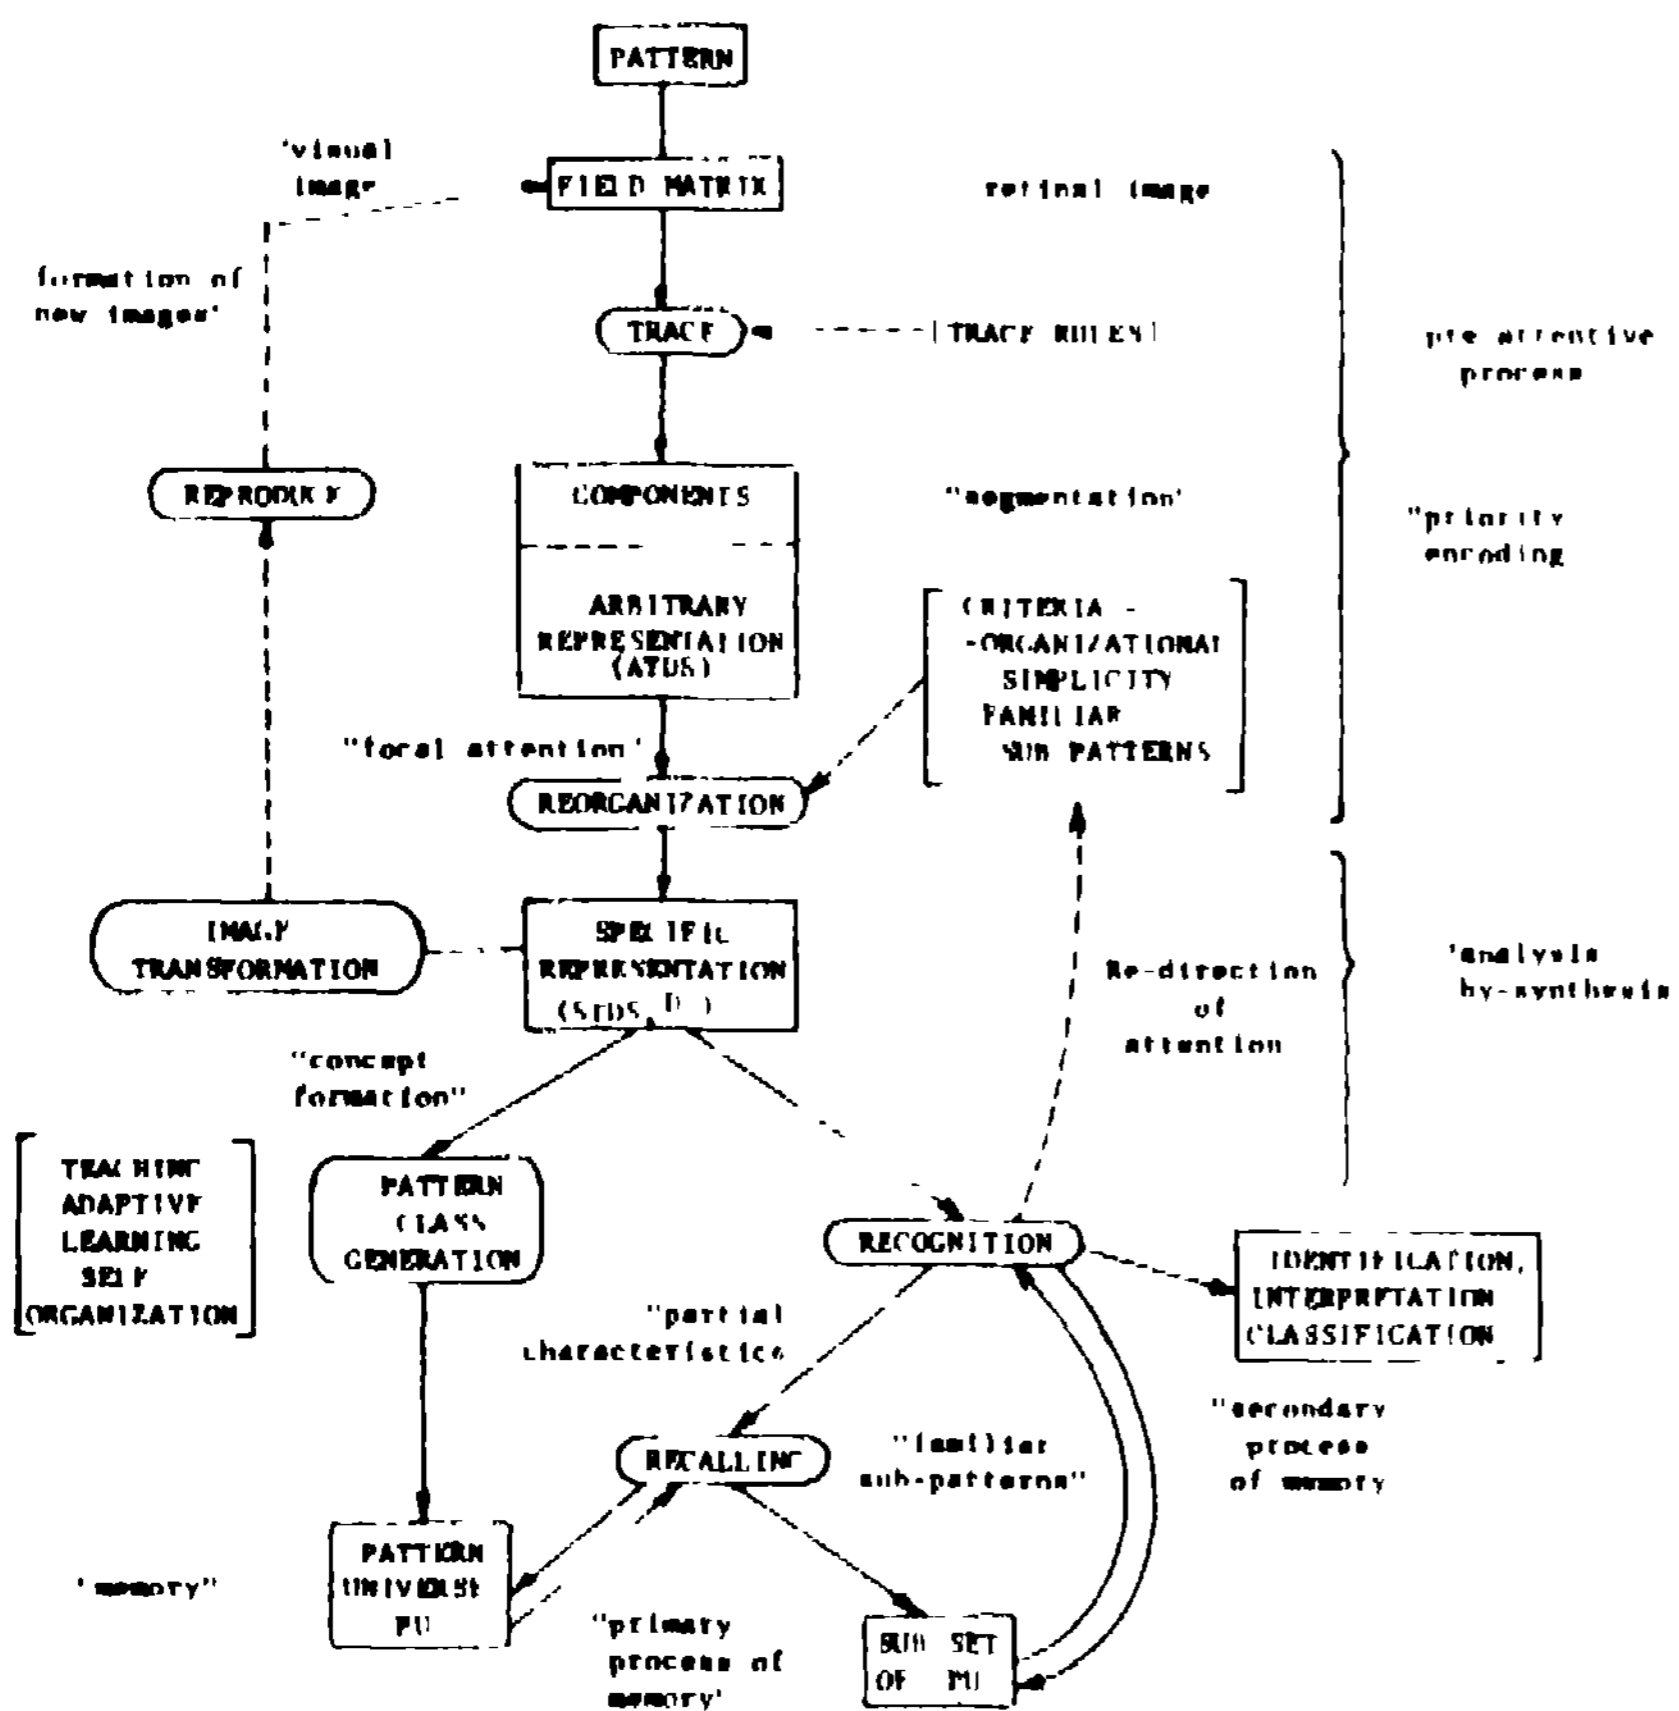 PATTERN
"visual
image
FIELD MATRIX
retinal image
formation of
new images"
TRACE
[TRACE RULES]
pre attentive
process
REPRODUCE
COMPONENTS
"segmentation"
"priority
encoding
ARBITRARY
REPRESENTATION
(ATDS)
CRITERIA -
-ORGANIZATIONAL
SIMPLICITY
FAMILIAR
SUB PATTERNS
"focal attention"
REORGANIZATION
IMAGE
TRANSFORMATION
SPECIFIC
REPRESENTATION
Re-direction
of
attention
"analysis
by-synthesis
"concept
formation"
TEACHING
ADAPTIVE
LEARNING
SELF
ORGANIZATION
PATTERN
CLASS
GENERATION
RECOGNITION
IDENTIFICATION,
INTERPRETATION
CLASSIFICATION
"partial
characteristics
RECALLING
"familiar
sub-patterns"
"secondary
process
of memory
PATTERN
UNIVERSE
PU
"memory"
"primary
process of
memory"
SUB SET
OF PU